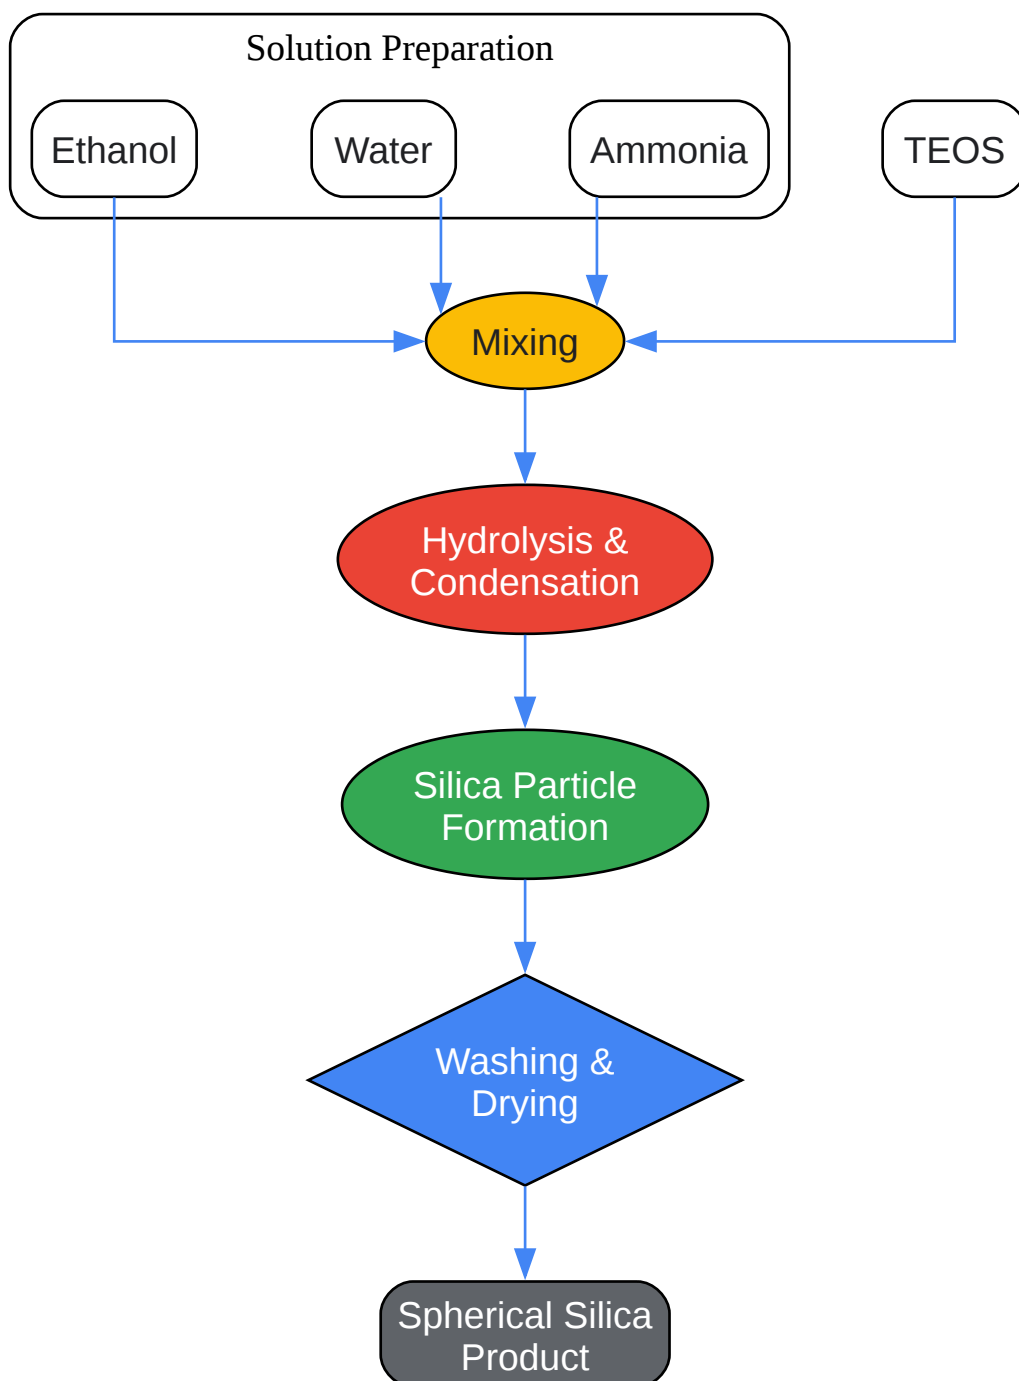 Solution Preparation
Ethanol
Water
Ammonia
TEOS
Mixing
Hydrolysis &
Condensation
Silica Particle
Formation
Washing &
Drying
Spherical Silica
Product